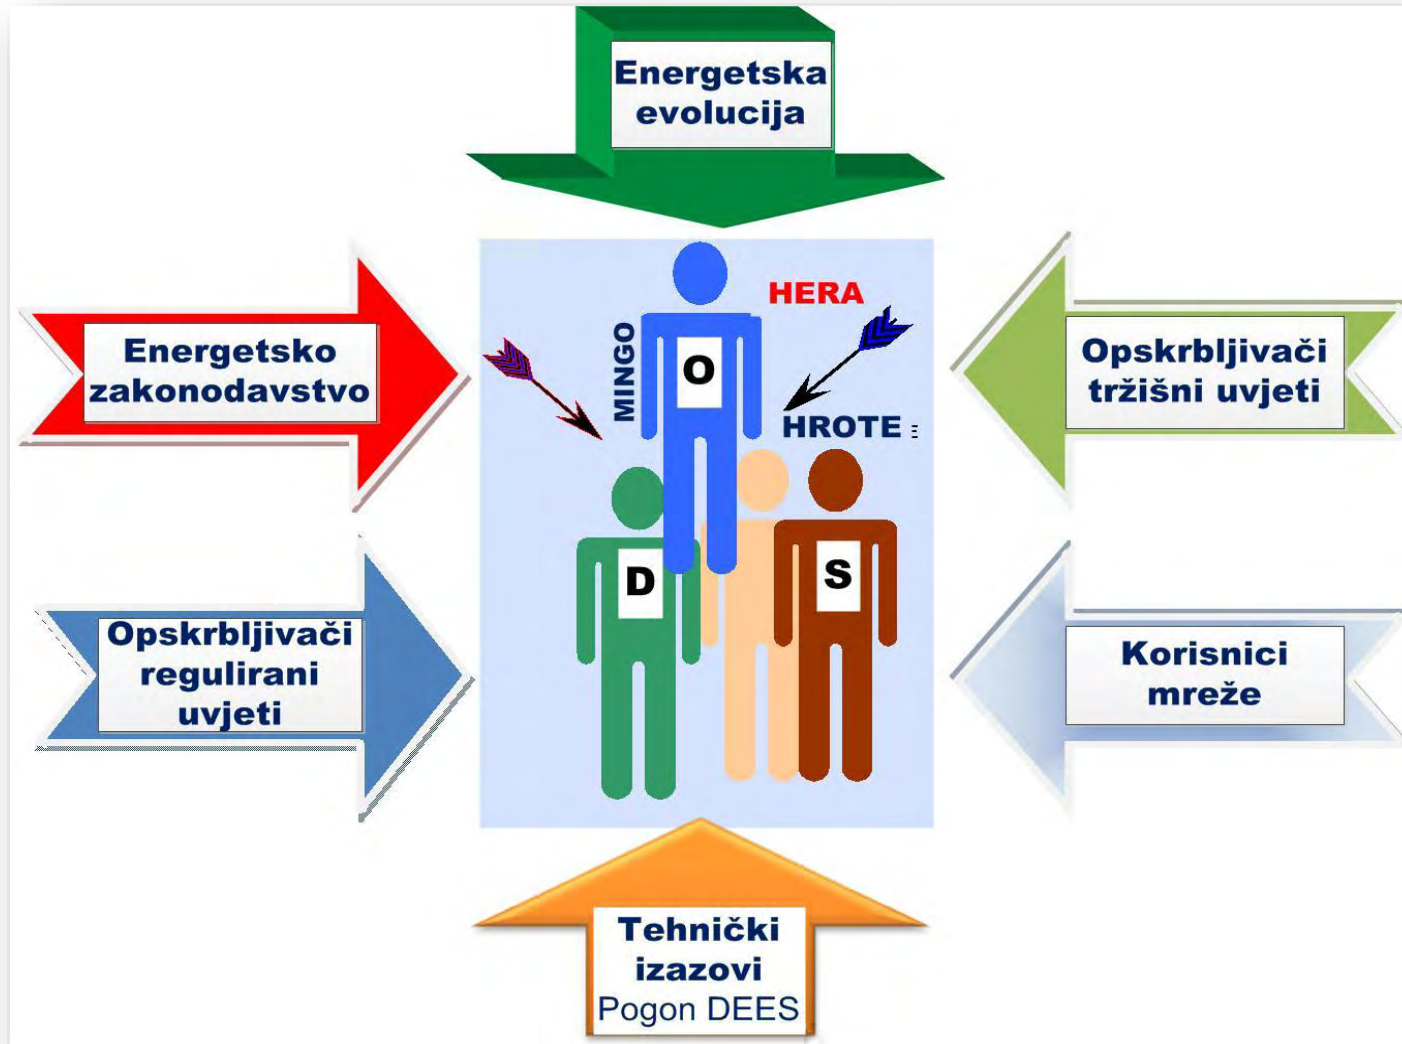 Energetska
evolucija
Energetsko
zakonodavstvo
MINGO
O
HERA
HROTE :
Opskrbljivači
tržišni uvjeti
Opskrbljivači
regulirani
uvjeti
D
S
Korisnici
mreže
Tehnički
izazovi
Pogon DEES